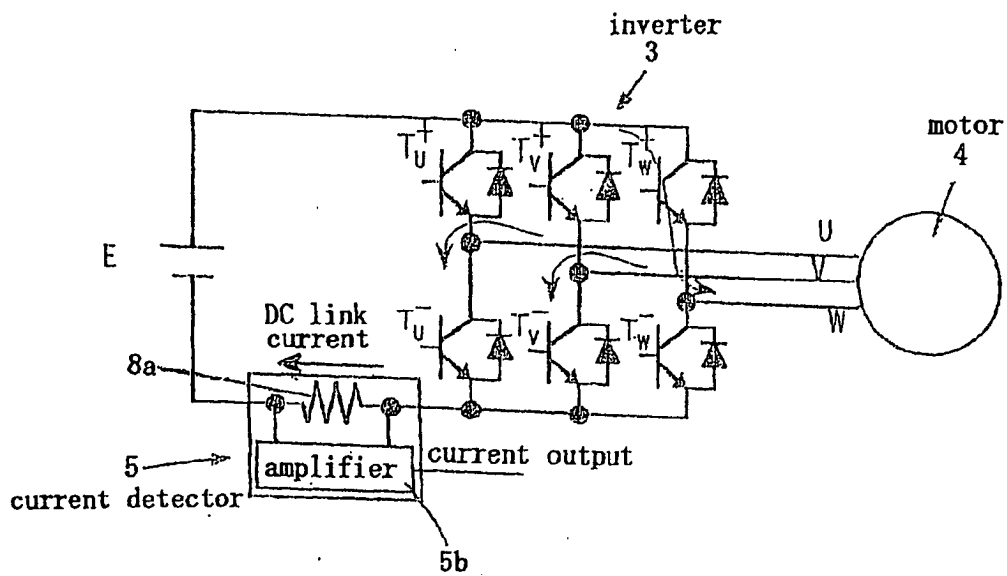 inverter
3
motor
4
T+U
T+V
T+W
E
U
V
W
DC link
current
T-U
T-V
T-W
8a
5
current detector
amplifier
current output
5b